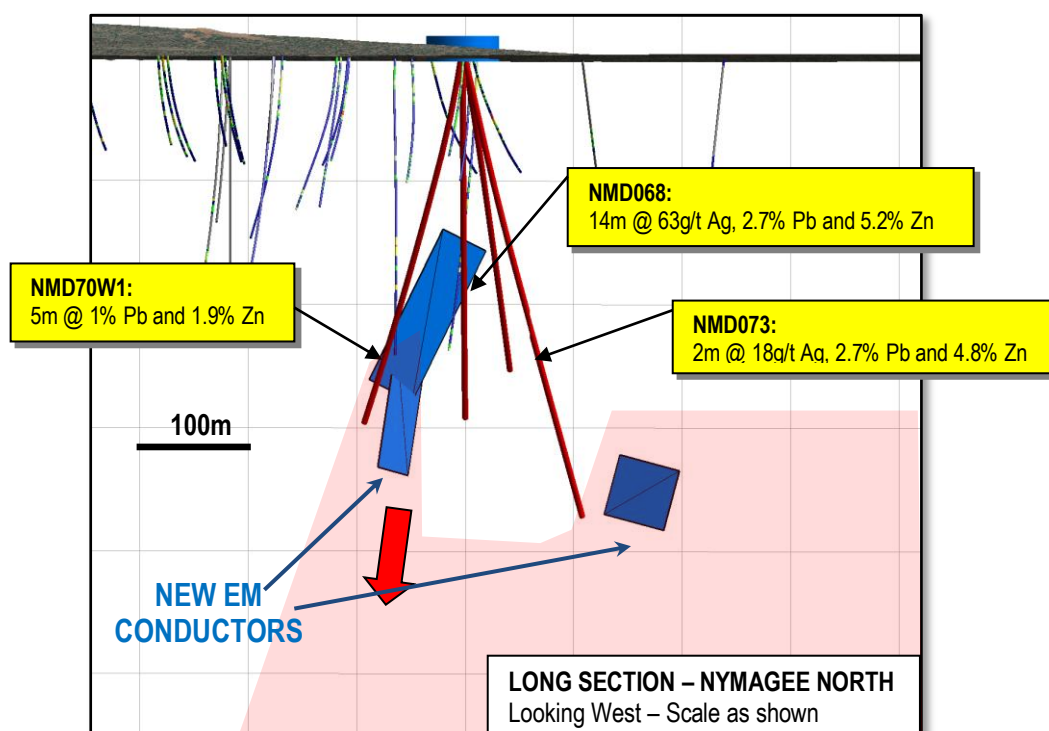 NMD068:
14m @ 63g/t Ag, 2.7% Pb and 5.2% Zn
NMD70W1:
5m @ 1% Pb and 1.9% Zn
NMD073:
2m @ 18g/t Ag, 2.7% Pb and 4.8% Zn
100m
NEW EM
CONDUCTORS
LONG SECTION – NYMAGEE NORTH
Looking West – Scale as shown